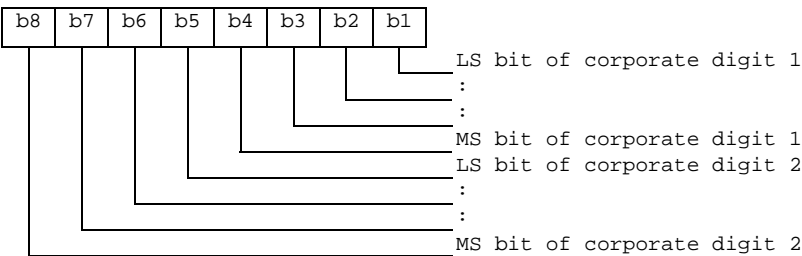 b8 b7 b6 b5 b4 b3 b2 b1
LS bit of corporate digit 1
:
:
MS bit of corporate digit 1
LS bit of corporate digit 2
:
:
MS bit of corporate digit 2